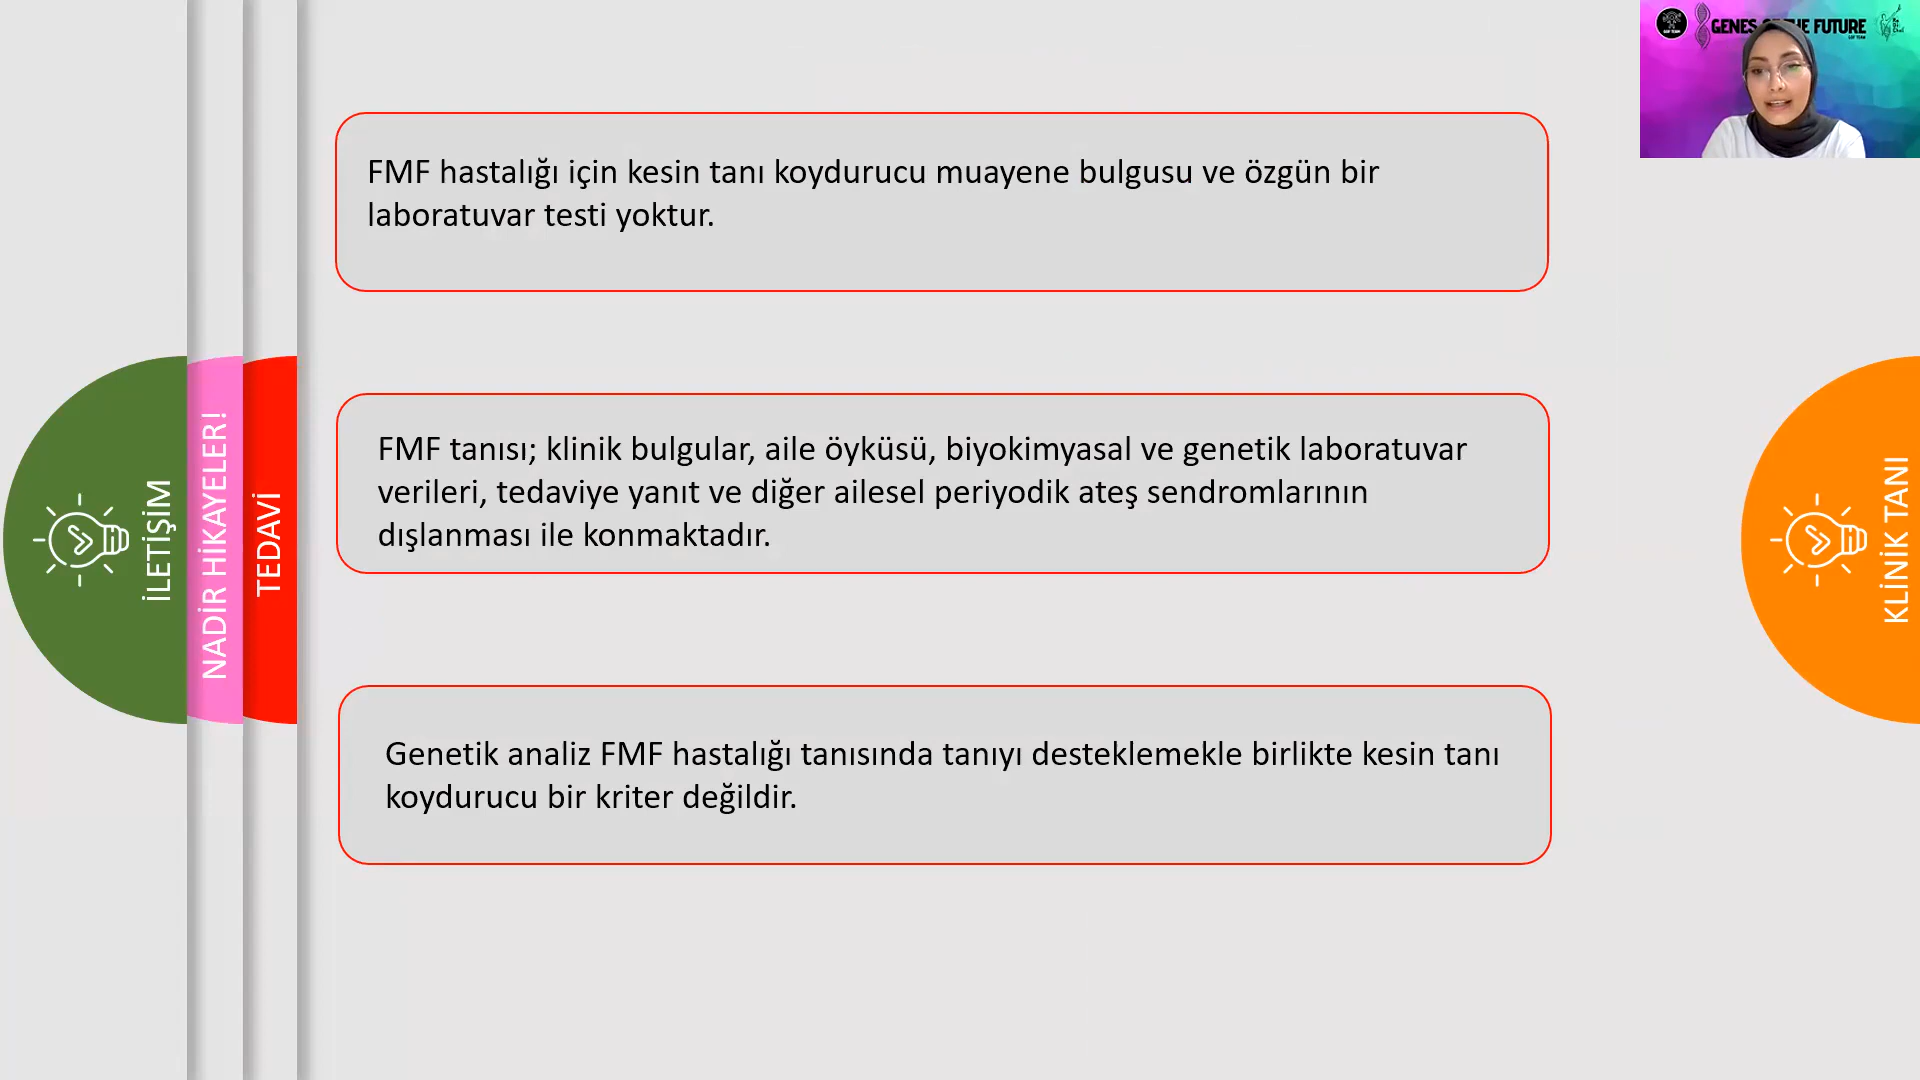 FMF hastalığı için kesin tanı koydurucu muayene bulgusu ve özgün bir
laboratuvar testi yoktur.
FMF tanısı; klinik bulgular, aile öyküsü, biyokimyasal ve genetik laboratuvar
verileri, tedaviye yanıt ve diğer ailesel periyodik ateş sendromlarının
dışlanması ile konmaktadır.
Genetik analiz FMF hastalığı tanısında tanıyı desteklemekle birlikte kesin tanı
koydurucu bir kriter değildir.
İLETİŞİM
NADİR HİKAYELER!
TEDAVİ
KLİNİK TANI
GENES
THE FUTURE